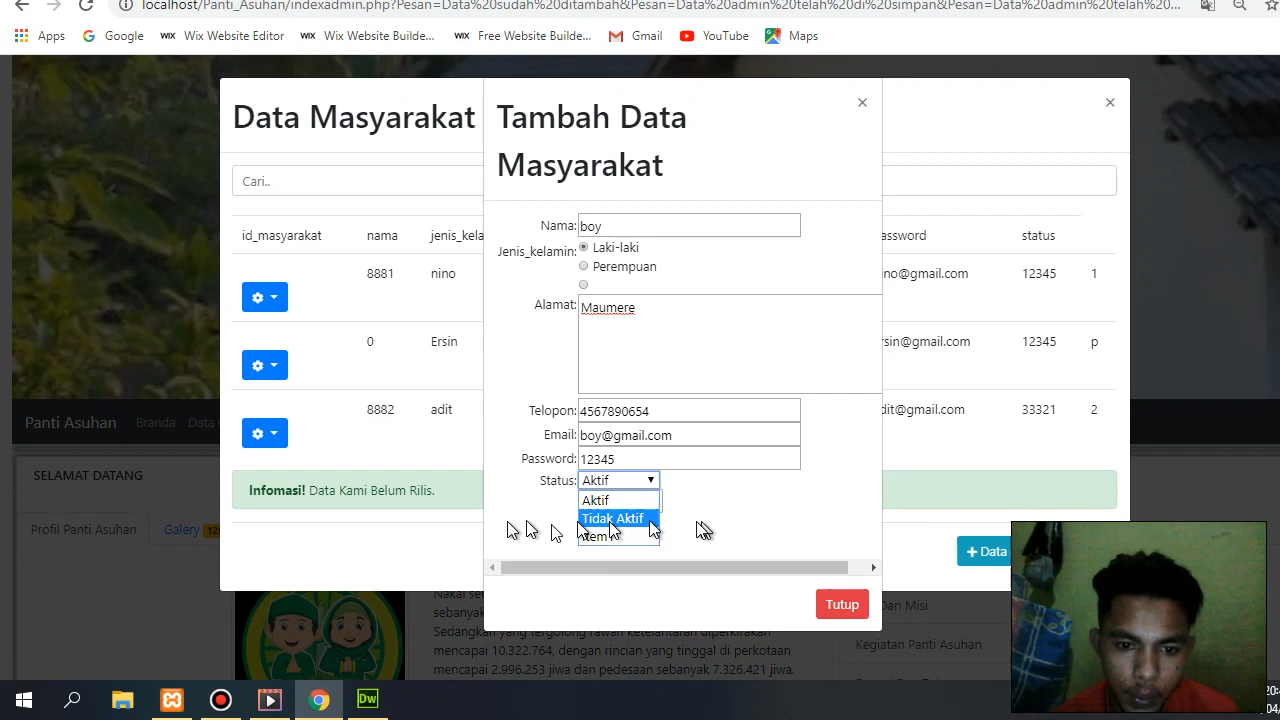 localhost/Panti_Asuhan/indexadmin.php?Pesan=Data%20sudah%20ditambah&Pesan=Data%20admin%20telah%20di%20simpan&Pesan=Data%20admin%20telah%20...
Apps Google Wix Website Editor Wix Website Builde... Free Website Builde... Gmail YouTube Maps
Data Masyarakat
Tambah Data
Masyarakat
×
×
Cari..
id_masyarakat nama jenis_kela
assword status
8881 nino
no@gmail.com 12345 1
0 Ersin
rsin@gmail.com 12345 p
8882 adit
dit@gmail.com 33321 2
Nama: boy
Jenis_kelamin: Laki-laki
Perempuan
Alamat: Maumere
Telopon: 4567890654
Email: boy@gmail.com
Password: 12345
Status: Aktif
Aktif
Tidak Aktif
Panti Asuhan Branda Data
SELAMAT DATANG
Infomasi! Data Kami Belum Rilis.
Profil Panti Asuhan Galery
+ Data
Tutup
sebanyak
Sedangkan yang tergolong rawan ketelantaran diperkirakan
mencapai 10.322.764, dengan rincian yang tinggal di perkotaan
mencapai 2.996.253 jiwa dan pedesaan sebanyak 7.326.421 jiwa.
Dan Misi
Kegiatan Panti Asuhan
Dw